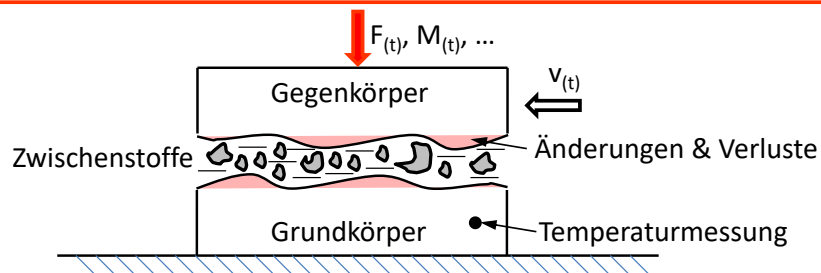 F(t), M(t), ...
v(t)
Gegenkörper
Zwischenstoffe
Änderungen & Verluste
Grundkörper
Temperaturmessung